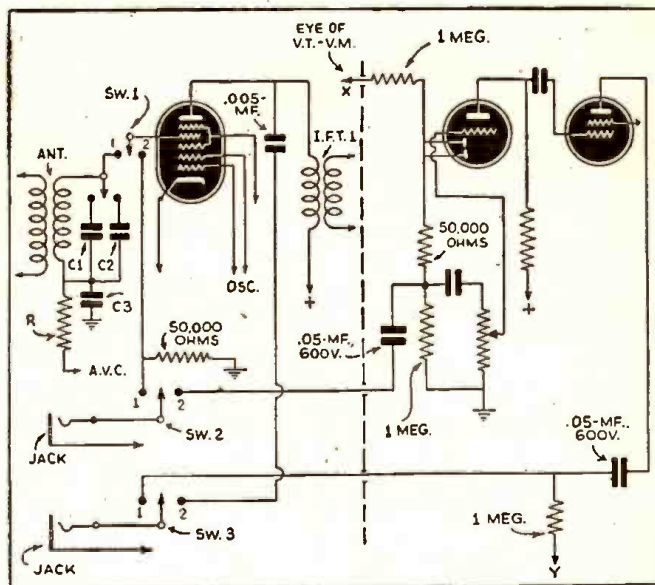 EYE OF
V.T.-V.M.
1 MEG.
SW.1
.005-
MF.
X
1
2
ANT.
I.F.T. 1
C1
C2
OSC.
+
50,000
OHMS
+
C3
R
50,000
OHMS
.05-MF.,
600V.
A.V.C.
1
2
SW. 2
1 MEG.
JACK
.05-MF.,
600V.
1
2
SW. 3
1 MEG.
JACK
Y